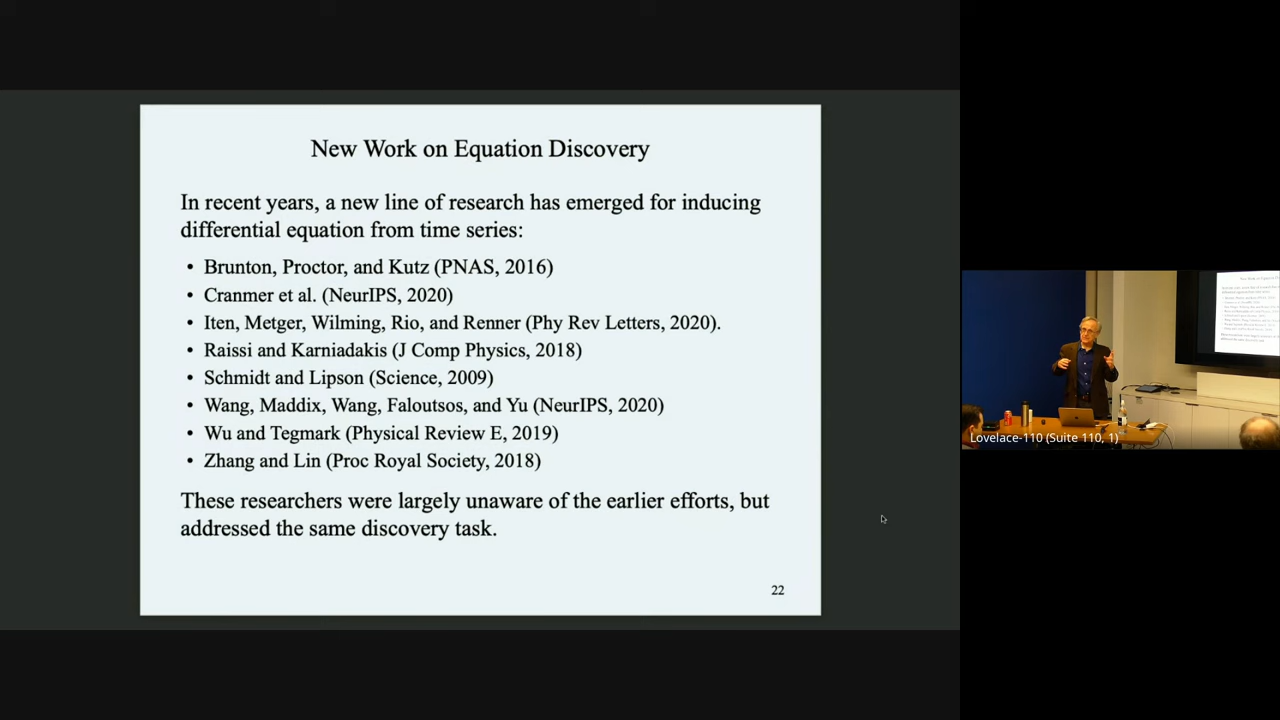 New Work on Equation Discovery
In recent years, a new line of research has emerged for inducing
differential equation from time series:
• Brunton, Proctor, and Kutz (PNAS, 2016)
• Cranmer et al. (NeurIPS, 2020)
• Iten, Metger, Wilming, Rio, and Renner (Phy Rev Letters, 2020).
• Raissi and Karniadakis (J Comp Physics, 2018)
• Schmidt and Lipson (Science, 2009)
• Wang, Maddix, Wang, Faloutsos, and Yu (NeurIPS, 2020)
• Wu and Tegmark (Physical Review E, 2019)
• Zhang and Lin (Proc Royal Society, 2018)
These researchers were largely unaware of the earlier efforts, but
addressed the same discovery task.
22
Lovelace-110 (Suite 110, 1)